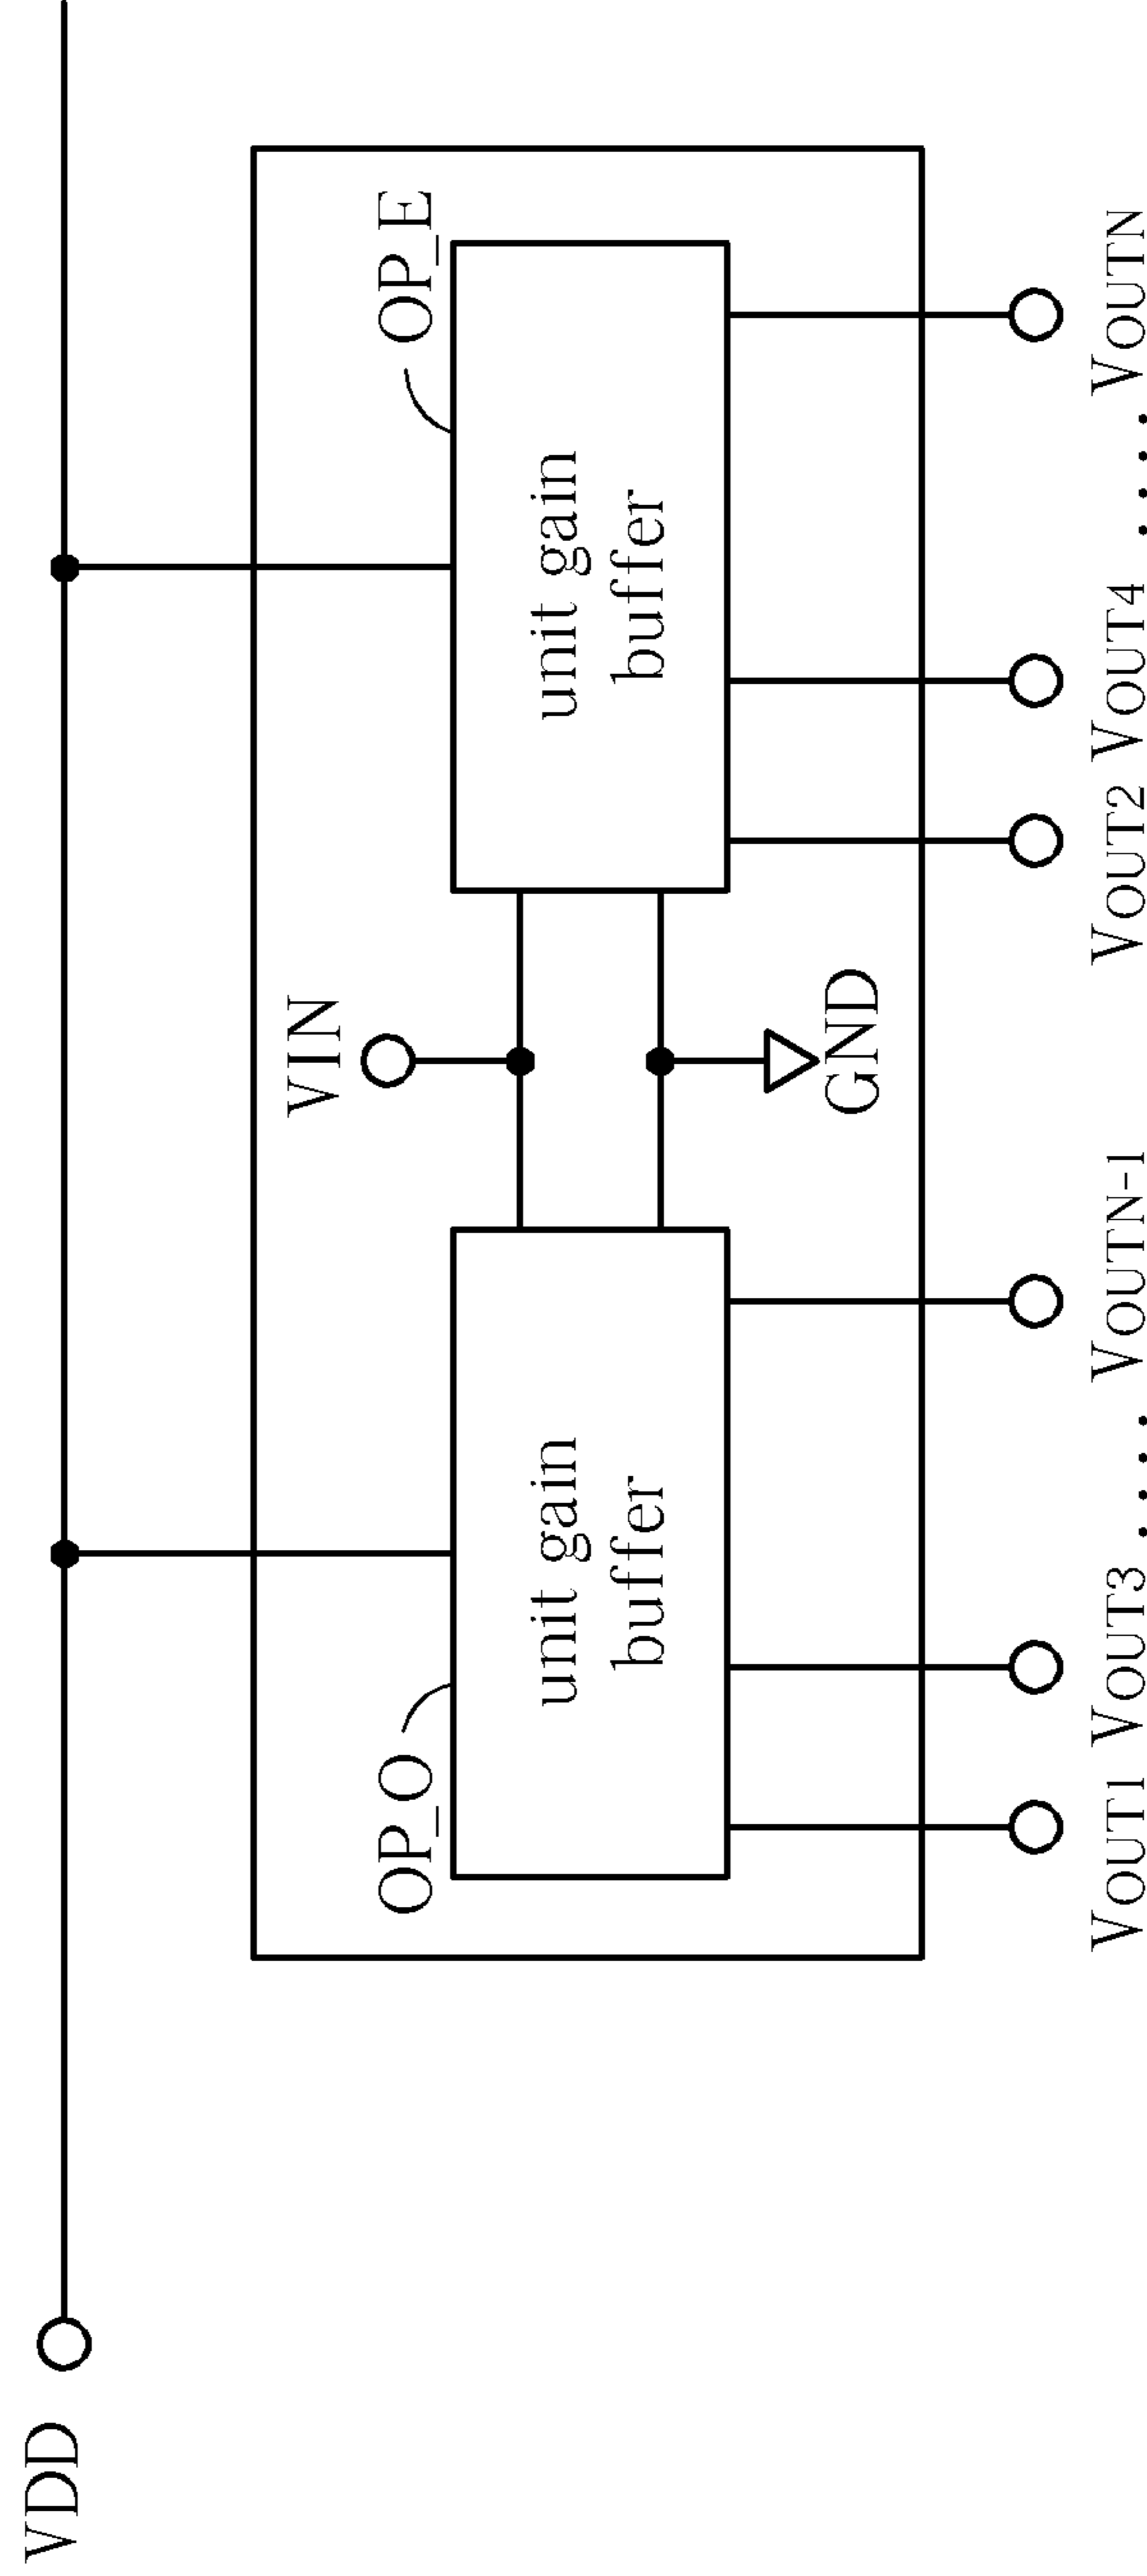 VDD
OP_O
VIN
OP_E
unit gain
buffer
unit gain
buffer
GND
VOUT1 VOUT3 .... VOUTN-1
VOUT2 VOUT4 .... VOUTN